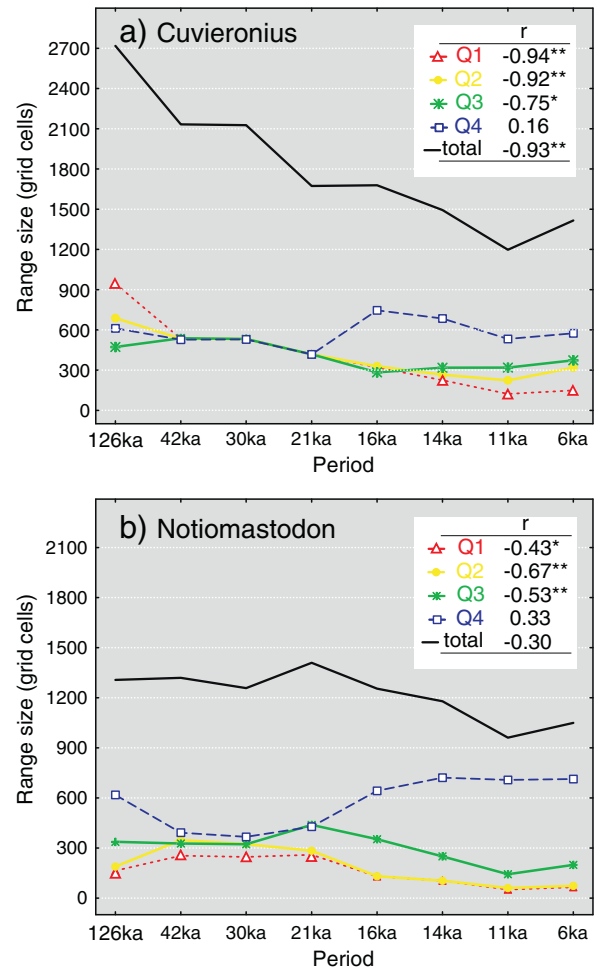 a) Cuvieronius
r
Q1 -0.94**
Q2 -0.92**
Q3 -0.75*
Q4 0.16
total -0.93**
Range size (grid cells)
2700
2400
2100
1800
1500
1200
900
600
300
0
126ka 42ka 30ka 21ka 16ka 14ka 11ka 6ka
Period
b) Notiomastodon
r
Q1 -0.43*
Q2 -0.67**
Q3 -0.53**
Q4 0.33
total -0.30
Range size (grid cells)
2100
1800
1500
1200
900
600
300
0
126ka 42ka 30ka 21ka 16ka 14ka 11ka 6ka
Period